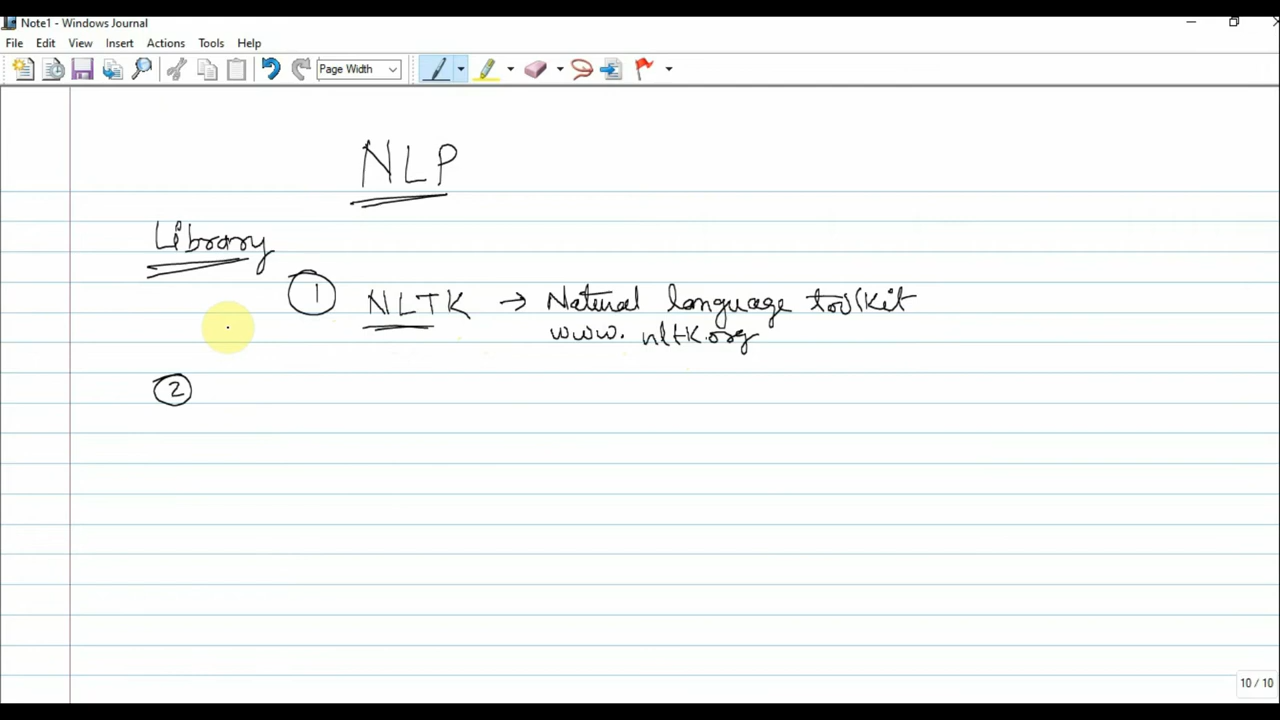 Note1 - Windows Journal
File Edit View Insert Actions Tools Help
Page Width
NLP
Library
1 NLTK → Natural language toolkit
www.nltk.org
2
10 / 10